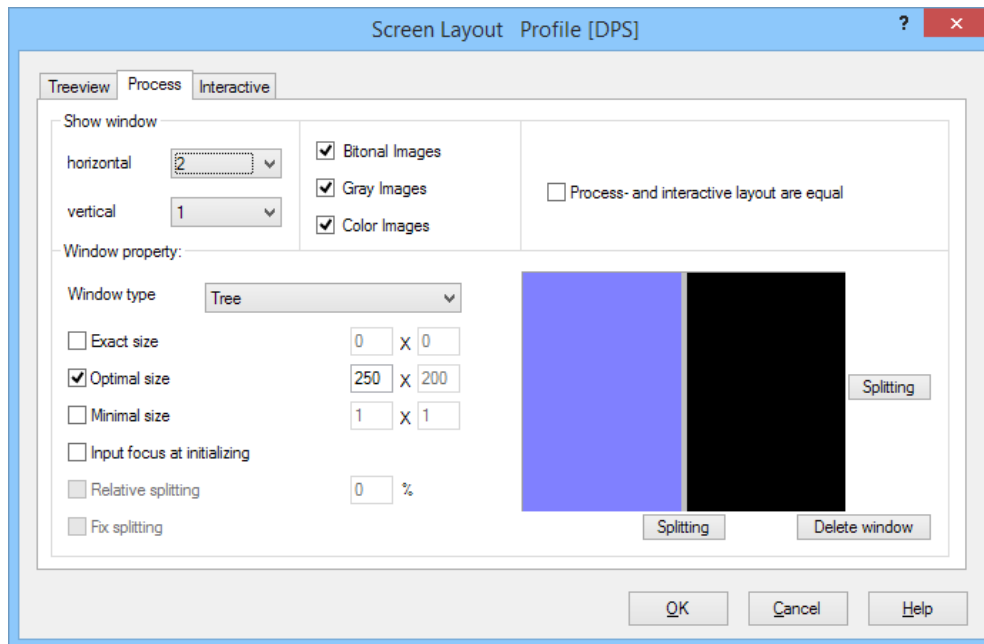 Screen Layout Profile [DPS]
?
Treeview Process Interactive
Show window
horizontal 2
vertical 1
Bitonal Images
Gray Images
Color Images
Process- and interactive layout are equal
Window property:
Window type Tree
Exact size 0 X 0
Optimal size 250 X 200
Minimal size 1 X 1
Input focus at initializing
Relative splitting 0 %
Fix splitting
Splitting
Splitting Delete window
OK Cancel Help